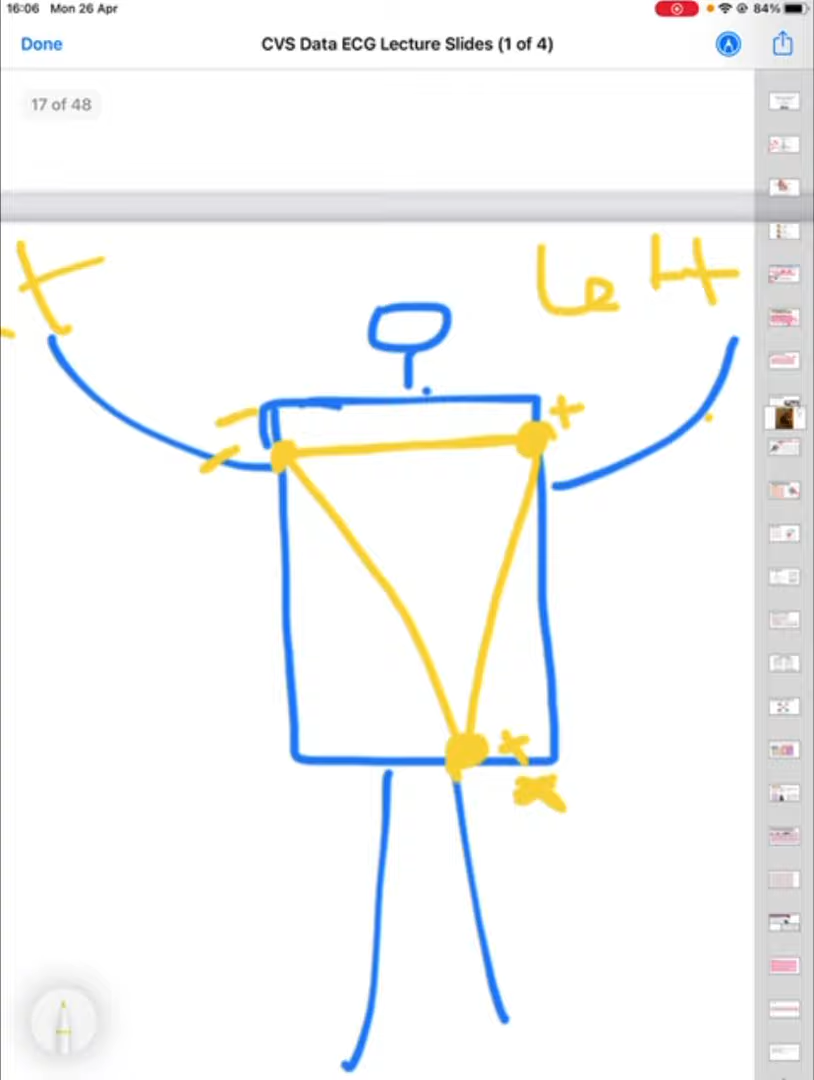 16:06 Mon 26 Apr 84%
Done CVS Data ECG Lecture Slides (1 of 4)
17 of 48
left
- +
-
+